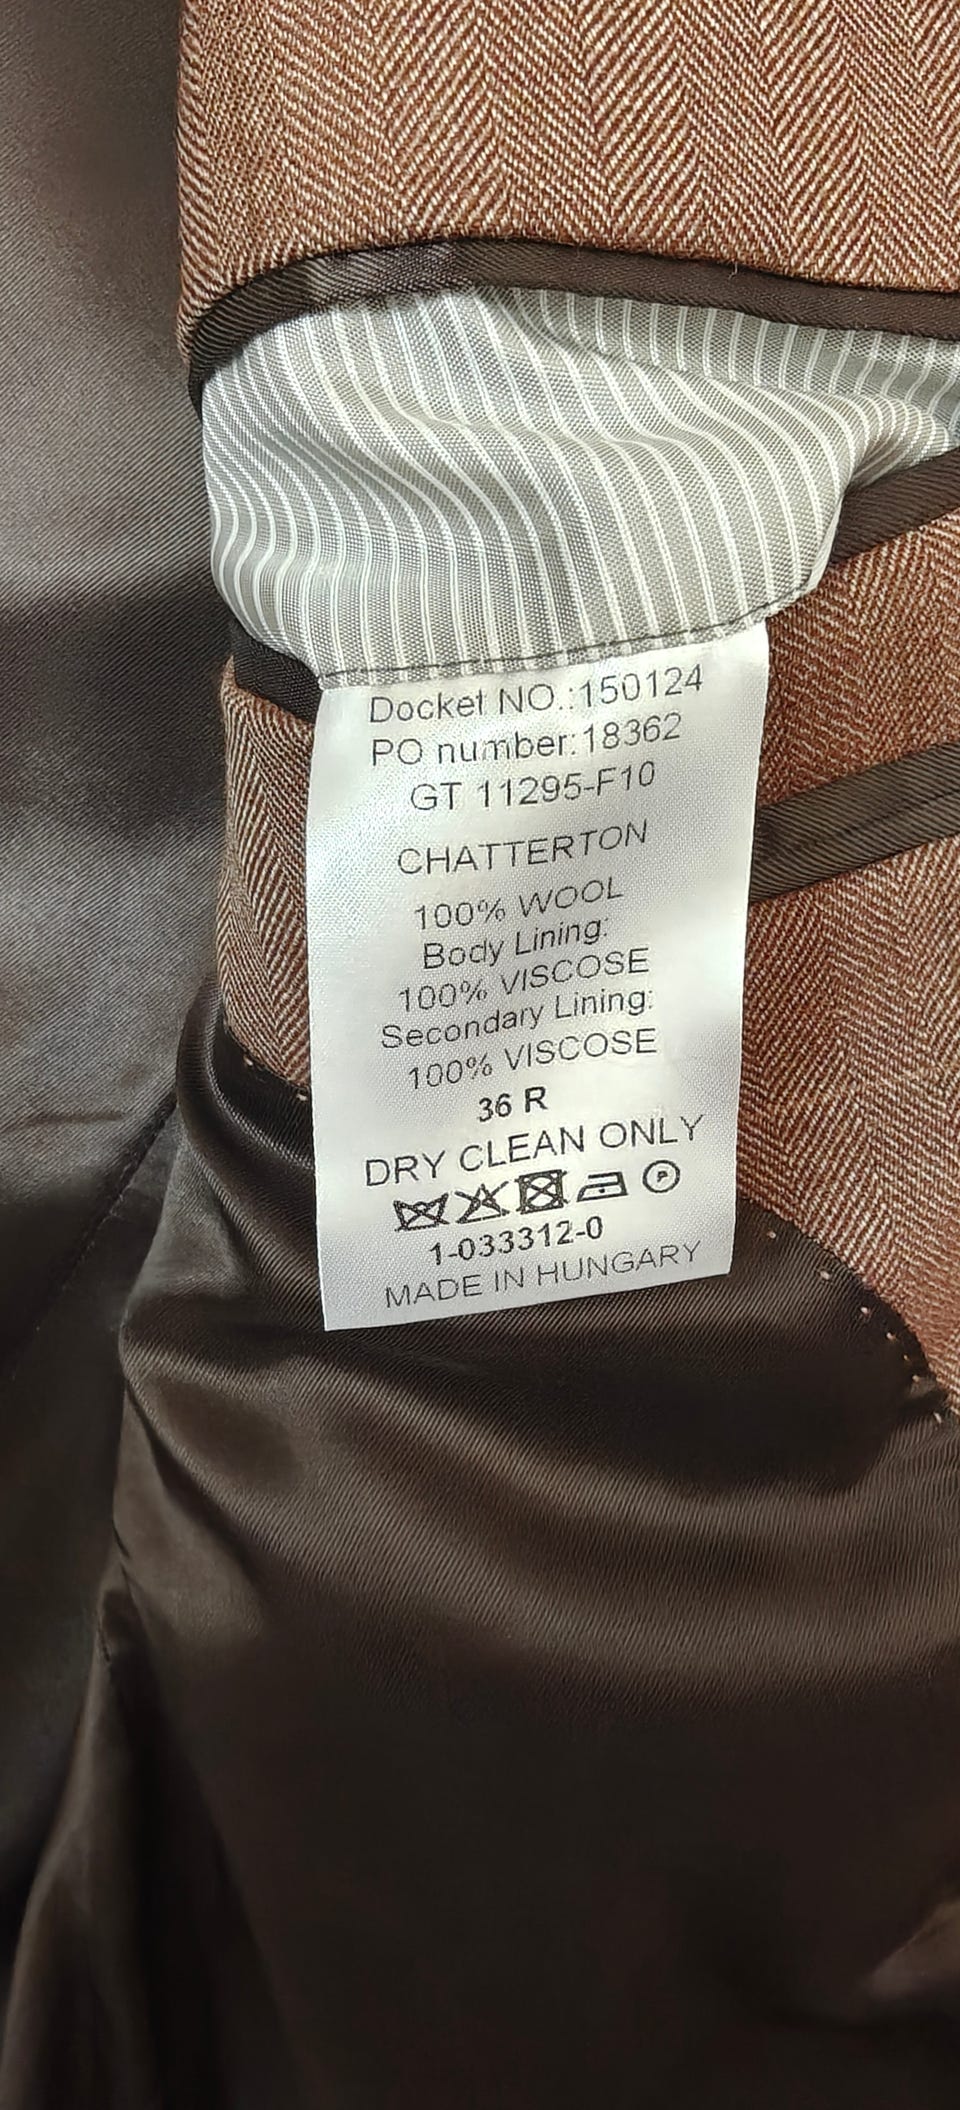 Docket NO.:150124
PO number:18362
GT 11295-F10
CHATTERTON
100% WOOL
Body Lining:
100% VISCOSE
Secondary Lining:
100% VISCOSE
36 R
DRY CLEAN ONLY
P
1-033312-0
MADE IN HUNGARY